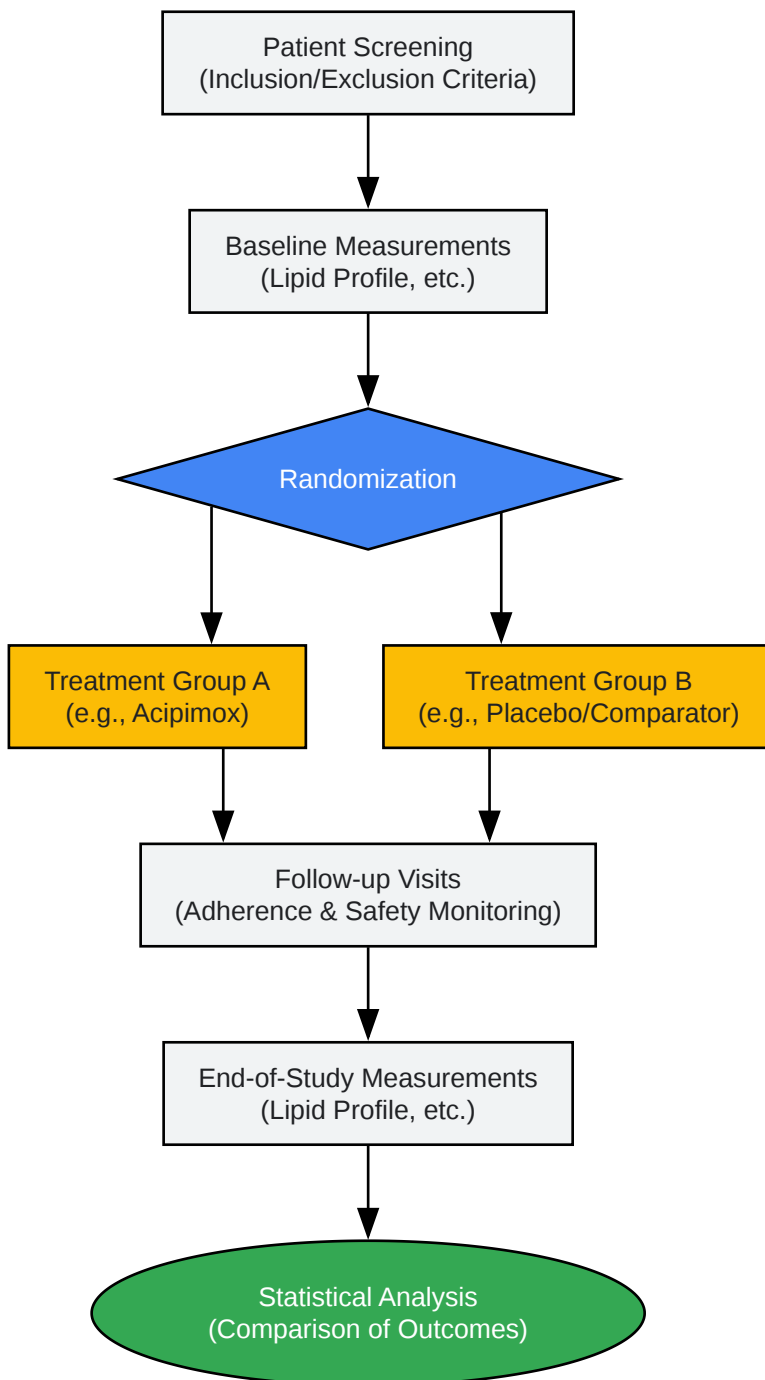 Patient Screening
(Inclusion/Exclusion Criteria)
Baseline Measurements
(Lipid Profile, etc.)
Randomization
Treatment Group A
(e.g., Acipimox)
Treatment Group B
(e.g., Placebo/Comparator)
Follow-up Visits
(Adherence & Safety Monitoring)
End-of-Study Measurements
(Lipid Profile, etc.)
Statistical Analysis
(Comparison of Outcomes)